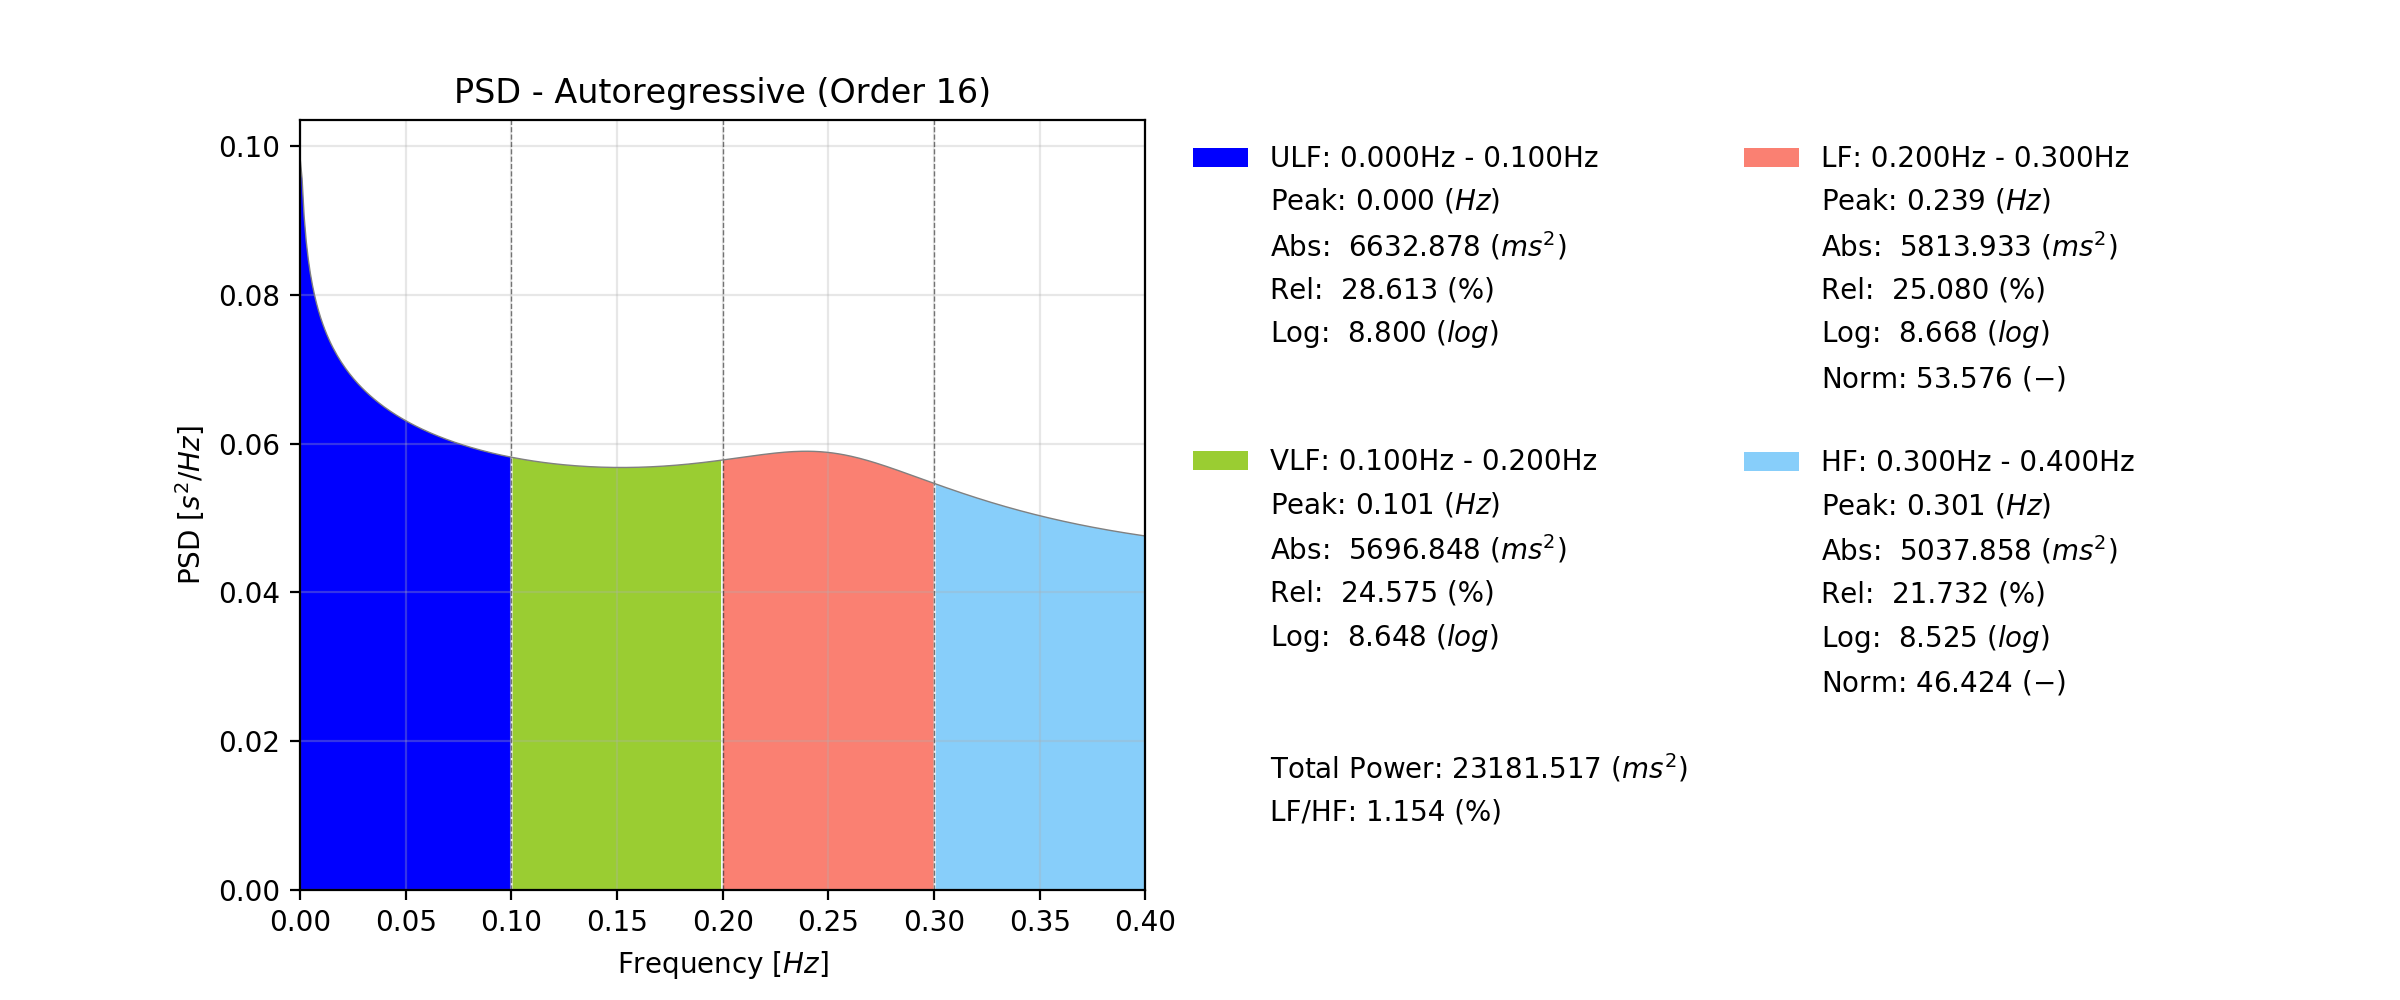 PSD - Autoregressive (Order 16)
0.10
0.08
0.06
0.04
0.02
0.00
PSD [s²/Hz]
0.00 0.05 0.10 0.15 0.20 0.25 0.30 0.35 0.40
Frequency [Hz]
ULF: 0.000Hz - 0.100Hz
Peak: 0.000 (Hz)
Abs: 6632.878 (ms²)
Rel: 28.613 (%)
Log: 8.800 (log)
VLF: 0.100Hz - 0.200Hz
Peak: 0.101 (Hz)
Abs: 5696.848 (ms²)
Rel: 24.575 (%)
Log: 8.648 (log)
Total Power: 23181.517 (ms²)
LF/HF: 1.154 (%)
LF: 0.200Hz - 0.300Hz
Peak: 0.239 (Hz)
Abs: 5813.933 (ms²)
Rel: 25.080 (%)
Log: 8.668 (log)
Norm: 53.576 (−)
HF: 0.300Hz - 0.400Hz
Peak: 0.301 (Hz)
Abs: 5037.858 (ms²)
Rel: 21.732 (%)
Log: 8.525 (log)
Norm: 46.424 (−)